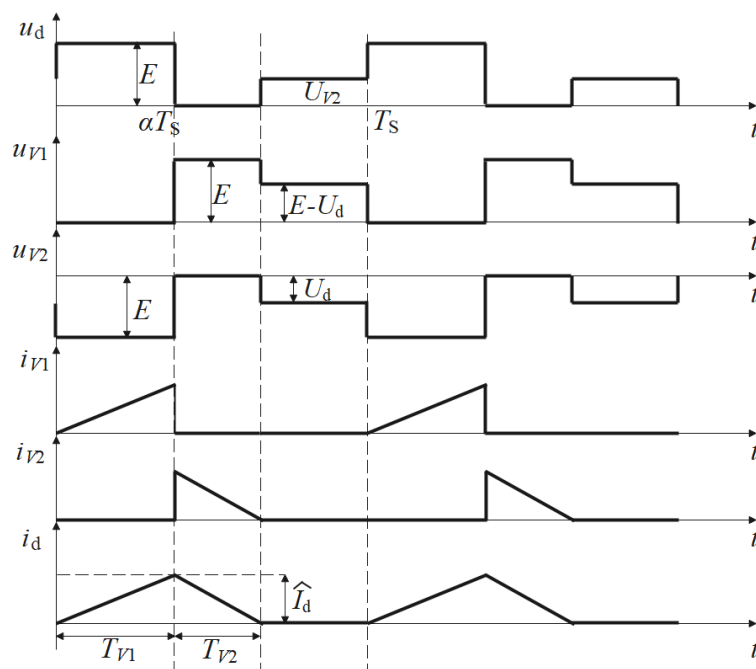 u_d
E
U_V2
αT_S
T_S
t
u_V1
E
E-U_d
t
u_V2
E
U_d
t
i_V1
t
i_V2
t
i_d
Î_d
t
T_V1
T_V2